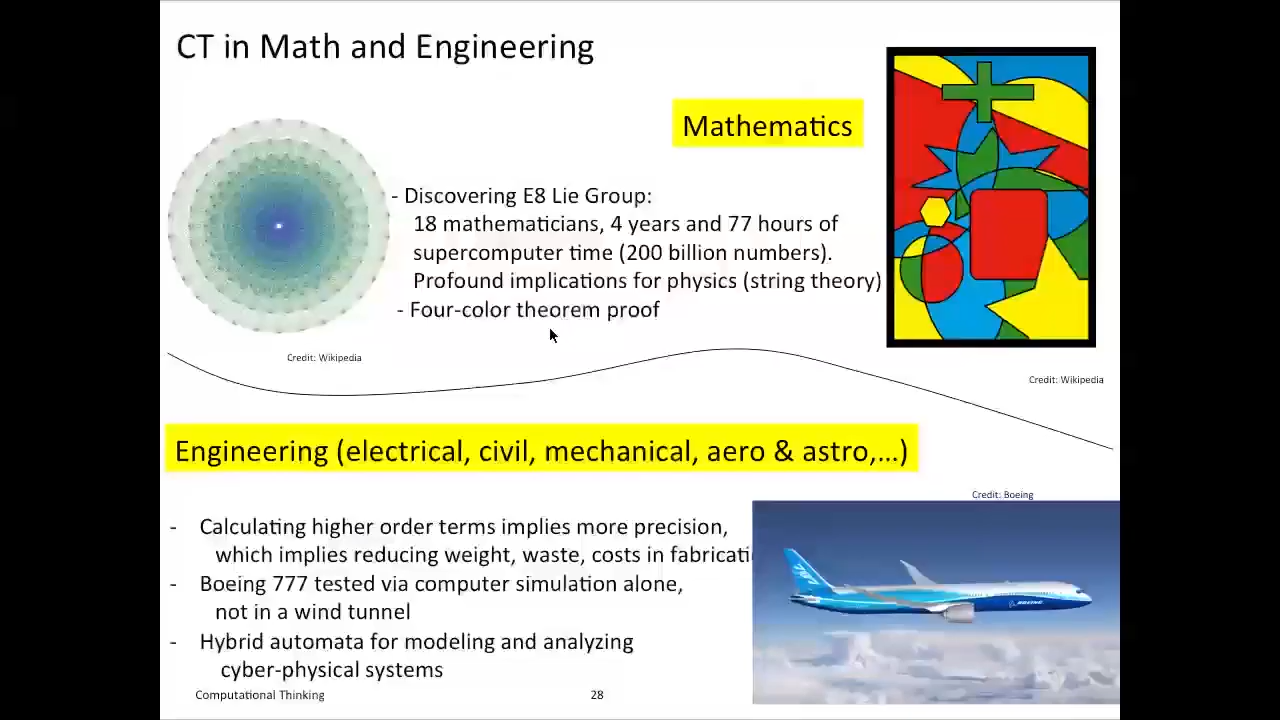 CT in Math and Engineering
Mathematics
- Discovering E8 Lie Group:
18 mathematicians, 4 years and 77 hours of
supercomputer time (200 billion numbers).
Profound implications for physics (string theory)
- Four-color theorem proof
Credit: Wikipedia
Credit: Wikipedia
Engineering (electrical, civil, mechanical, aero & astro,...)
Credit: Boeing
- Calculating higher order terms implies more precision,
which implies reducing weight, waste, costs in fabricati
- Boeing 777 tested via computer simulation alone,
not in a wind tunnel
- Hybrid automata for modeling and analyzing
cyber-physical systems
BOEING
Computational Thinking
28